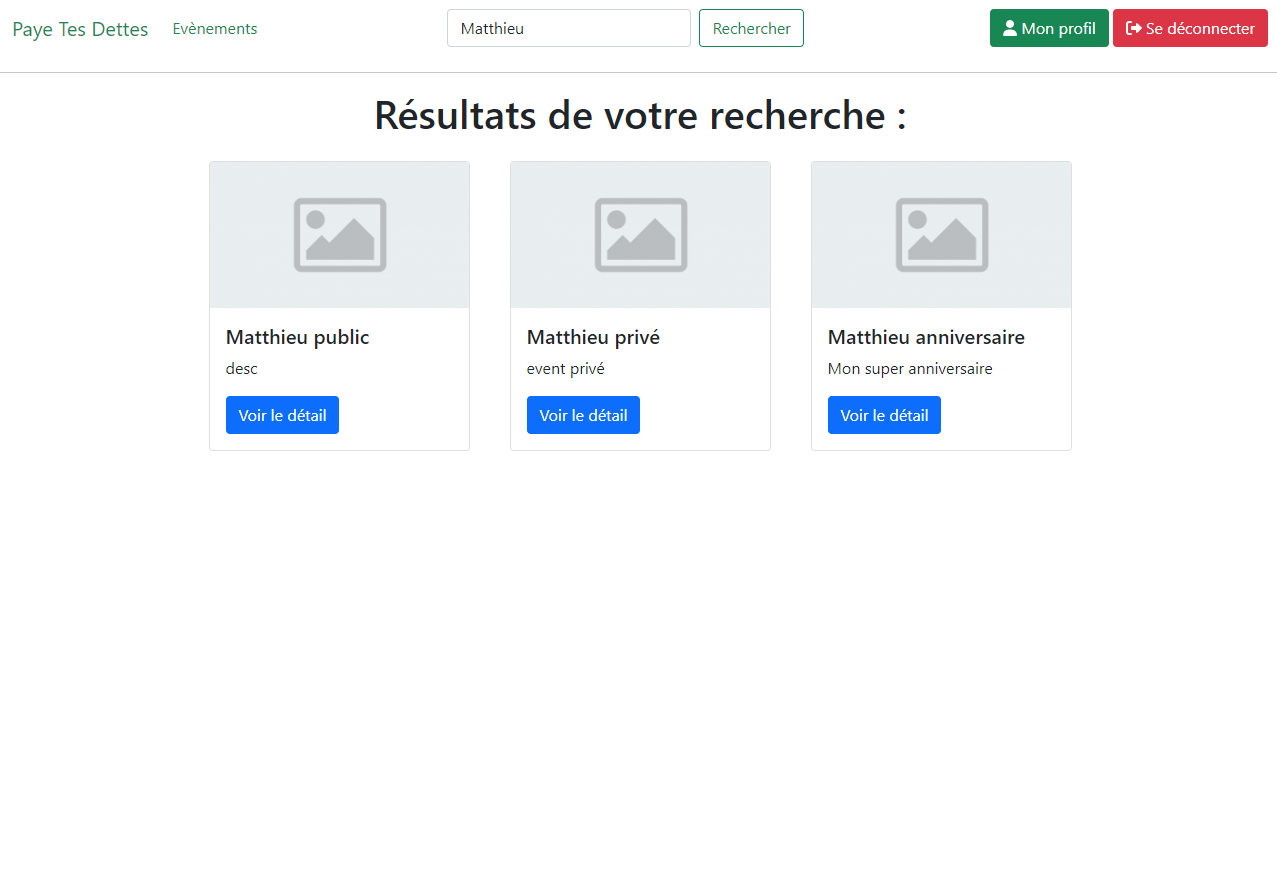 Paye Tes Dettes Evènements Matthieu Rechercher Mon profil Se déconnecter
Résultats de votre recherche :
Matthieu public
desc
Voir le détail
Matthieu privé
event privé
Voir le détail
Matthieu anniversaire
Mon super anniversaire
Voir le détail